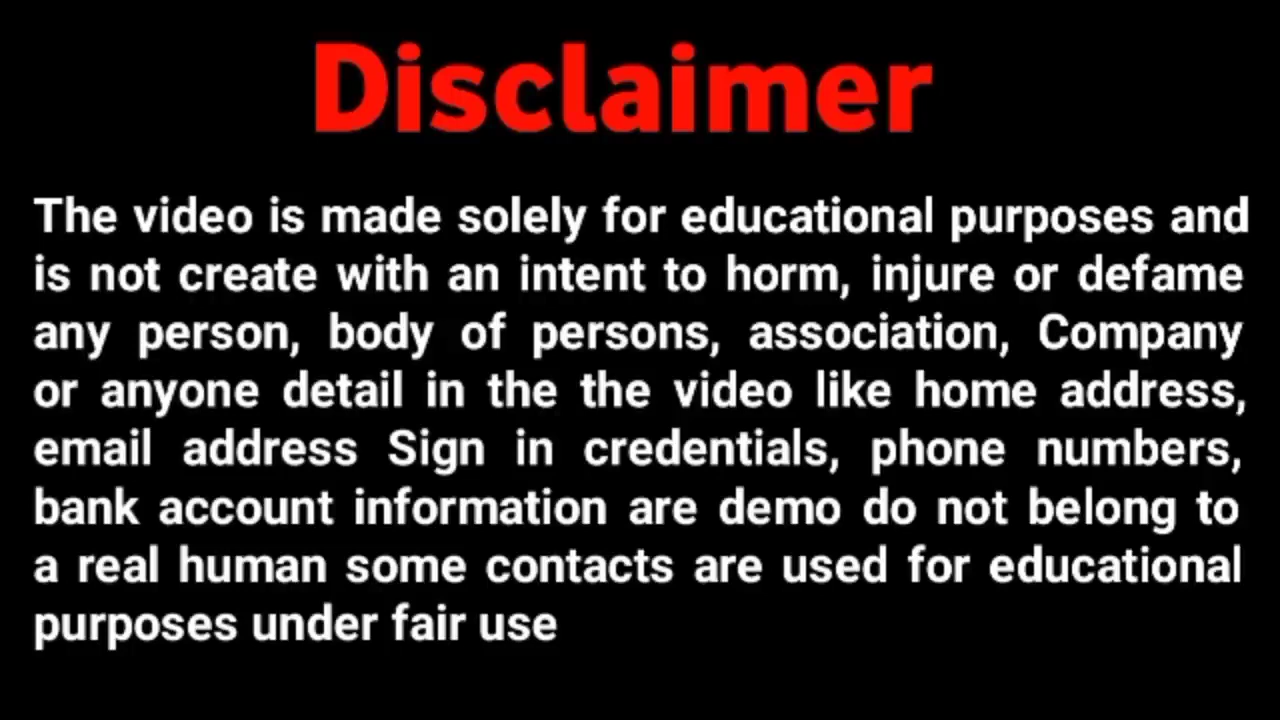 Disclaimer
The video is made solely for educational purposes and
is not create with an intent to horm, injure or defame
any person, body of persons, association, Company
or anyone detail in the the video like home address,
email address Sign in credentials, phone numbers,
bank account information are demo do not belong to
a real human some contacts are used for educational
purposes under fair use